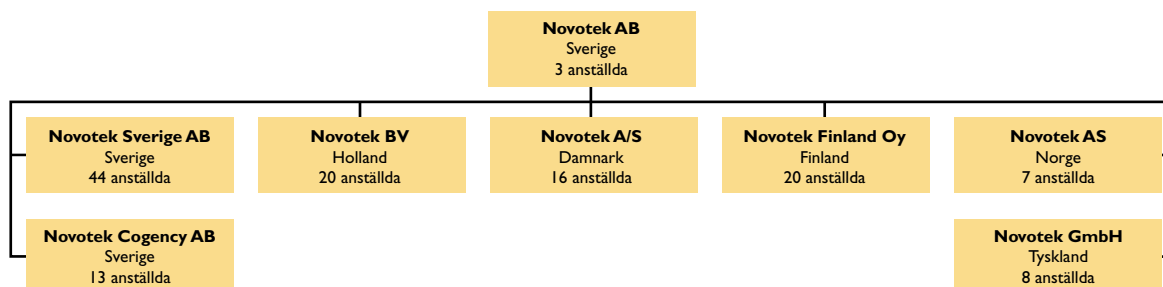 Novotek AB
Sverige
3 anställda
Novotek Sverige AB
Sverige
44 anställda
Novotek BV
Holland
20 anställda
Novotek A/S
Damnark
16 anställda
Novotek Finland Oy
Finland
20 anställda
Novotek AS
Norge
7 anställda
Novotek Cogency AB
Sverige
13 anställda
Novotek GmbH
Tyskland
8 anställda